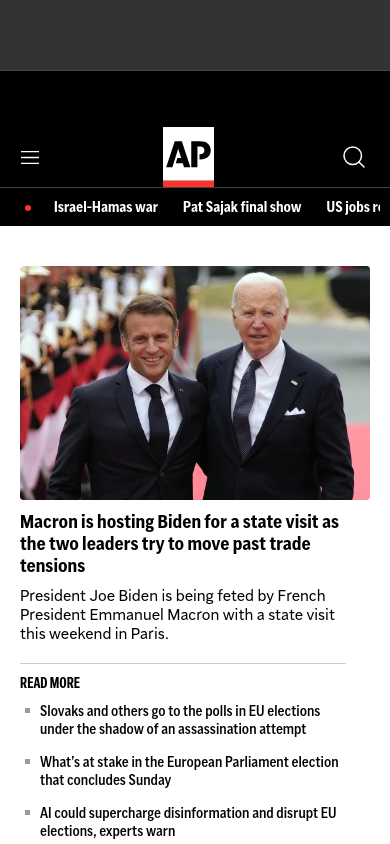 AP
Israel-Hamas war
Pat Sajak final show
US jobs
Macron is hosting Biden for a state visit as
the two leaders try to move past trade
tensions
President Joe Biden is being feted by French
President Emmanuel Macron with a state visit
this weekend in Paris.
READ MORE
Slovaks and others go to the polls in EU elections
under the shadow of an assassination attempt
What's at stake in the European Parliament election
that concludes Sunday
AI could supercharge disinformation and disrupt EU
elections, experts warn